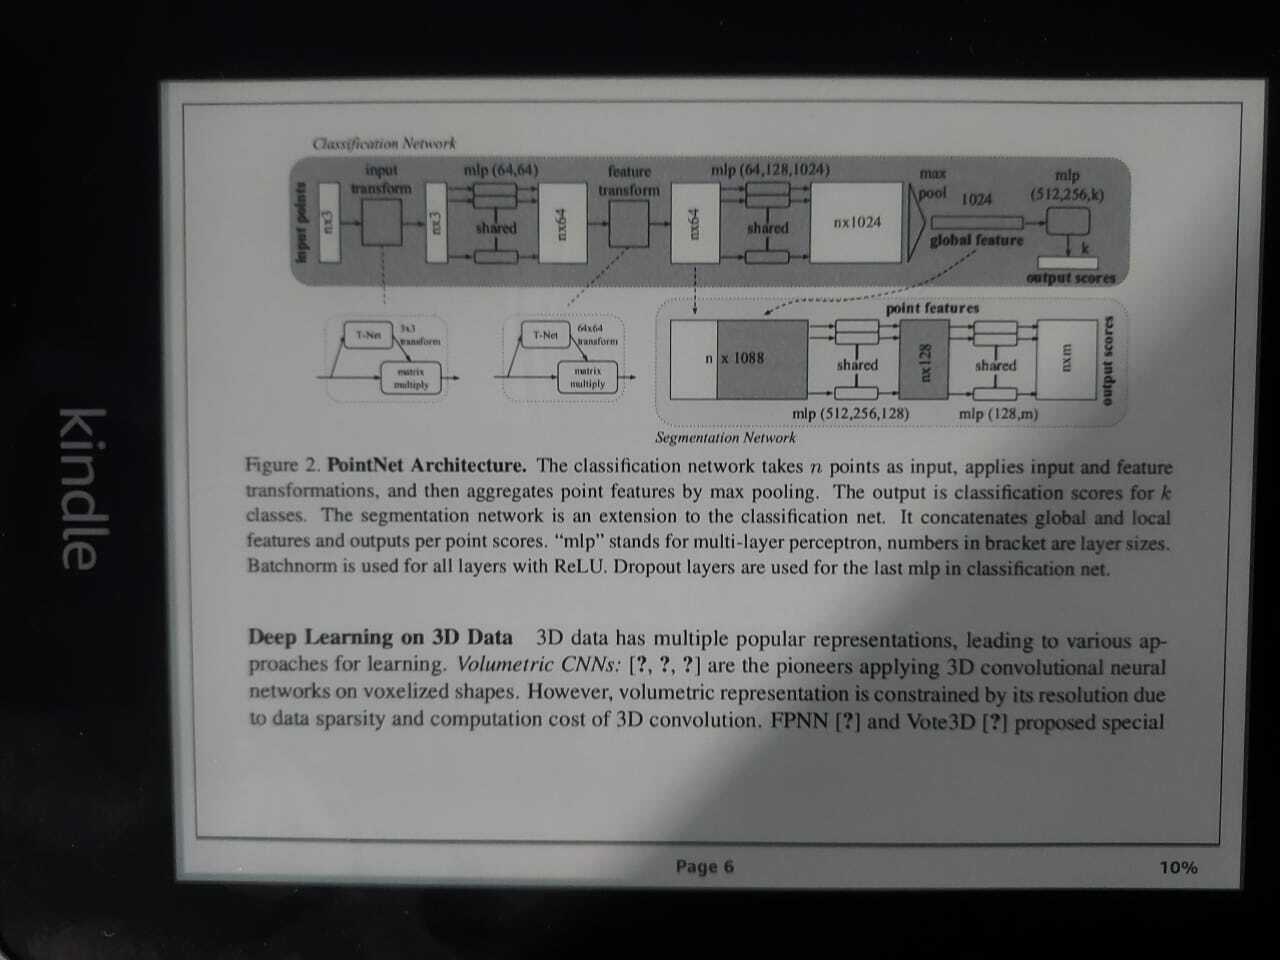 Classification Network
input points
nx3
input
transform
nx3
mlp (64,64)
shared
nx64
feature
transform
nx64
mlp (64,128,1024)
shared
nx1024
max
pool
1024
global feature
mlp
(512,256,k)
k
output scores
T-Net
3x3
transform
matrix
multiply
T-Net
64x64
transform
matrix
multiply
n x 1088
shared
mlp (512,256,128)
point features
nx128
shared
mlp (128,m)
nxm
output scores
Segmentation Network
Figure 2. PointNet Architecture. The classification network takes n points as input, applies input and feature
transformations, and then aggregates point features by max pooling. The output is classification scores for k
classes. The segmentation network is an extension to the classification net. It concatenates global and local
features and outputs per point scores. “mlp” stands for multi-layer perceptron, numbers in bracket are layer sizes.
Batchnorm is used for all layers with ReLU. Dropout layers are used for the last mlp in classification net.
Deep Learning on 3D Data 3D data has multiple popular representations, leading to various ap-
proaches for learning. Volumetric CNNs: [?, ?, ?] are the pioneers applying 3D convolutional neural
networks on voxelized shapes. However, volumetric representation is constrained by its resolution due
to data sparsity and computation cost of 3D convolution. FPNN [?] and Vote3D [?] proposed special
Page 6
10%
kindle